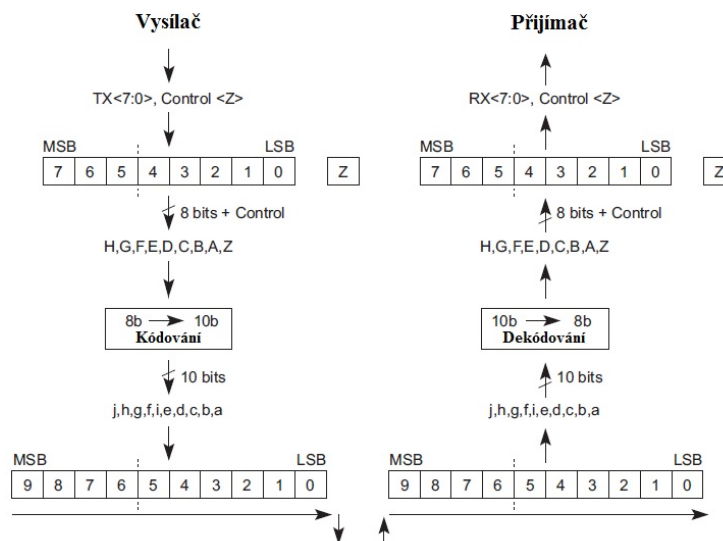 Vysílač
TX<7:0>, Control <Z>
MSB LSB
7 6 5 4 3 2 1 0 Z
8 bits + Control
H,G,F,E,D,C,B,A,Z
8b 10b
Kódování
10 bits
j,h,g,f,i,e,d,c,b,a
MSB LSB
9 8 7 6 5 4 3 2 1 0
Přijímač
RX<7:0>, Control <Z>
MSB LSB
7 6 5 4 3 2 1 0 Z
8 bits + Control
H,G,F,E,D,C,B,A,Z
10b 8b
Dekódování
10 bits
j,h,g,f,i,e,d,c,b,a
MSB LSB
9 8 7 6 5 4 3 2 1 0